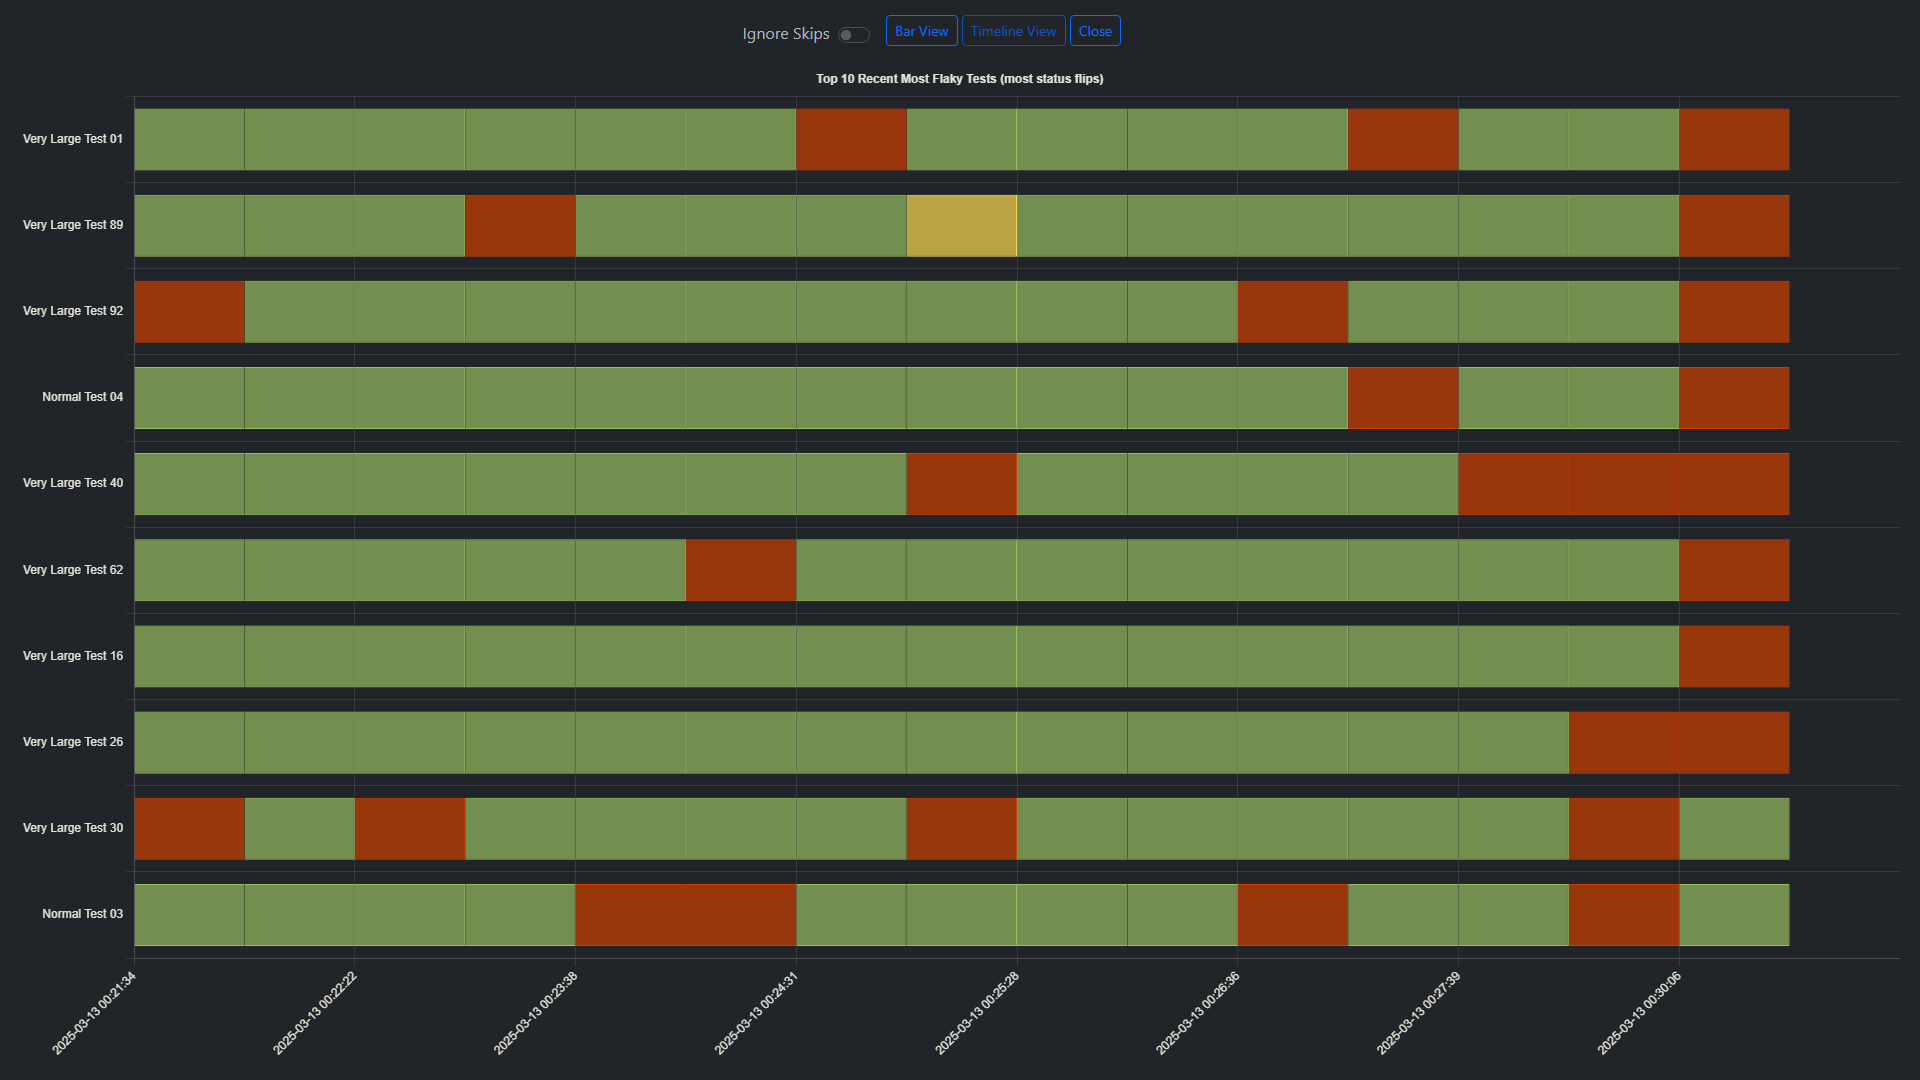 Ignore Skips
Bar View
Timeline View
Close
Top 10 Recent Most Flaky Tests (most status flips)
Very Large Test 01
Very Large Test 89
Very Large Test 92
Normal Test 04
Very Large Test 40
Very Large Test 62
Very Large Test 16
Very Large Test 26
Very Large Test 30
Normal Test 03
2025-03-13 00:21:34
2025-03-13 00:22:22
2025-03-13 00:23:38
2025-03-13 00:24:31
2025-03-13 00:25:28
2025-03-13 00:26:36
2025-03-13 00:27:39
2025-03-13 00:30:06